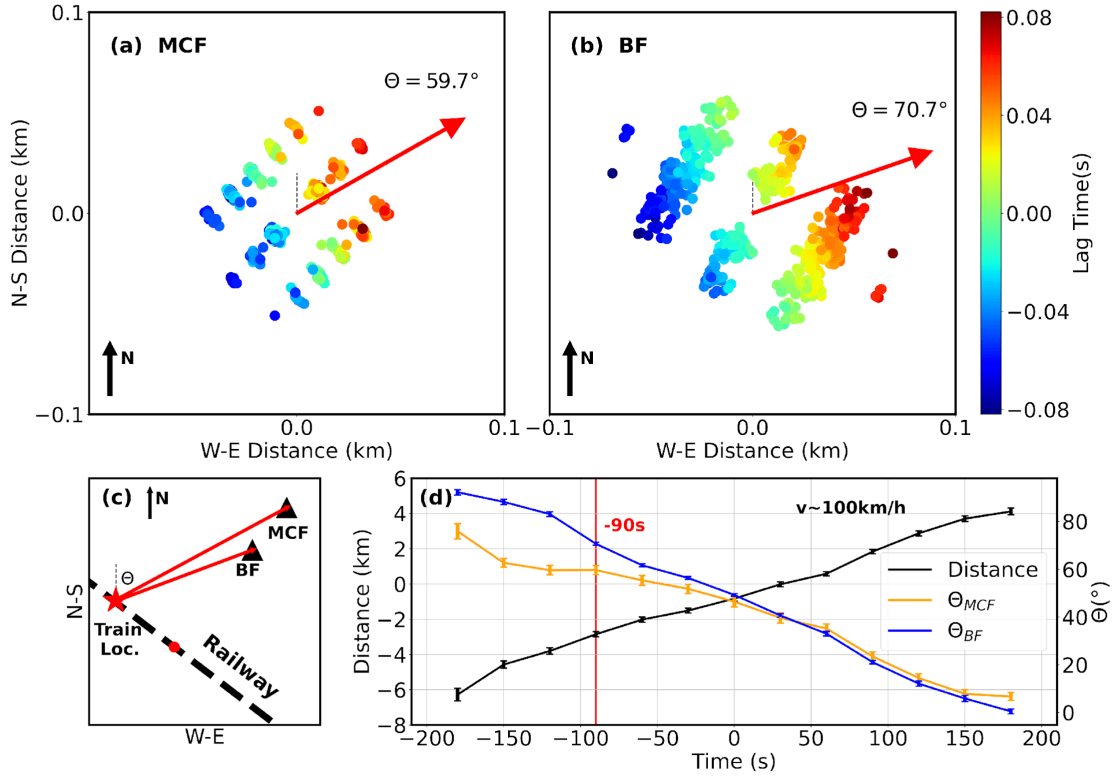 0.1
(a) MCF
Θ = 59.7°
N-S Distance (km)
0.0
N
−0.1
0.0
0.1
W-E Distance (km)
(b) BF
Θ = 70.7°
N
−0.1
0.0
0.1
W-E Distance (km)
0.08
0.04
0.00
−0.04
−0.08
Lag Time(s)
(c)
N
MCF
BF
Θ
Train
Loc.
Railway
N-S
W-E
(d)
-90s
v~100km/h
Distance
Θ_MCF
Θ_BF
6
4
2
0
−2
−4
−6
−8
Distance (km)
80
60
40
20
0
Θ(°)
−200
−150
−100
−50
0
50
100
150
200
Time (s)